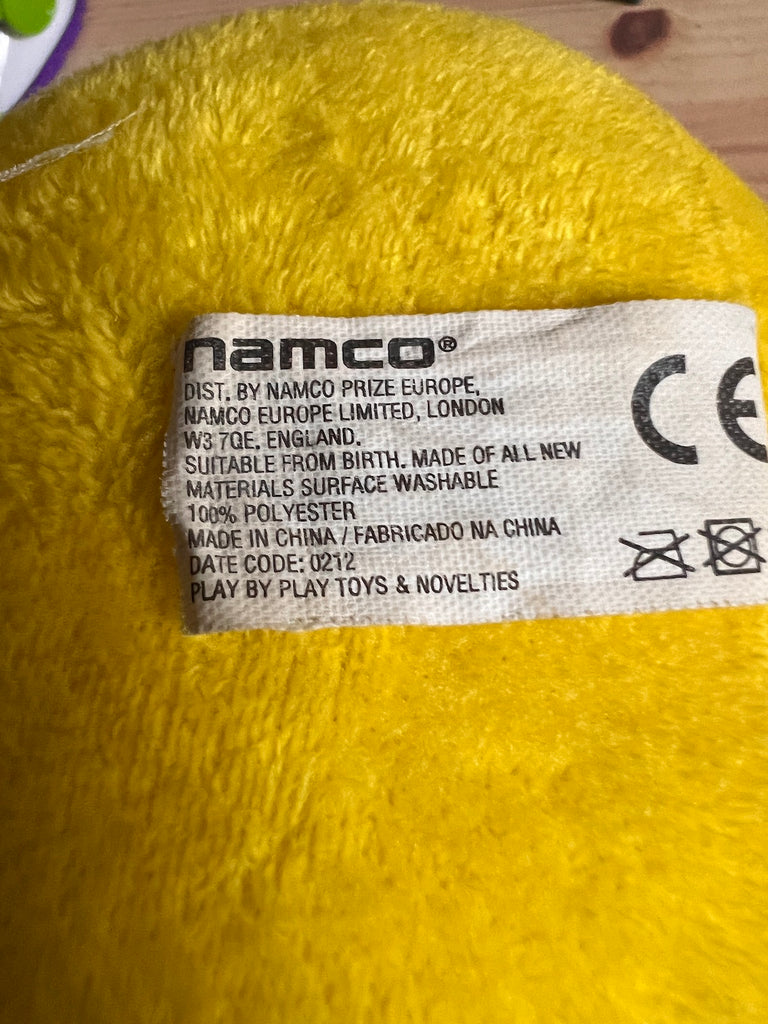 namco®
DIST. BY NAMCO PRIZE EUROPE,
NAMCO EUROPE LIMITED, LONDON
W3 7QE. ENGLAND.
SUITABLE FROM BIRTH. MADE OF ALL NEW
MATERIALS SURFACE WASHABLE
100% POLYESTER
MADE IN CHINA / FABRICADO NA CHINA
DATE CODE: 0212
PLAY BY PLAY TOYS & NOVELTIES
CE